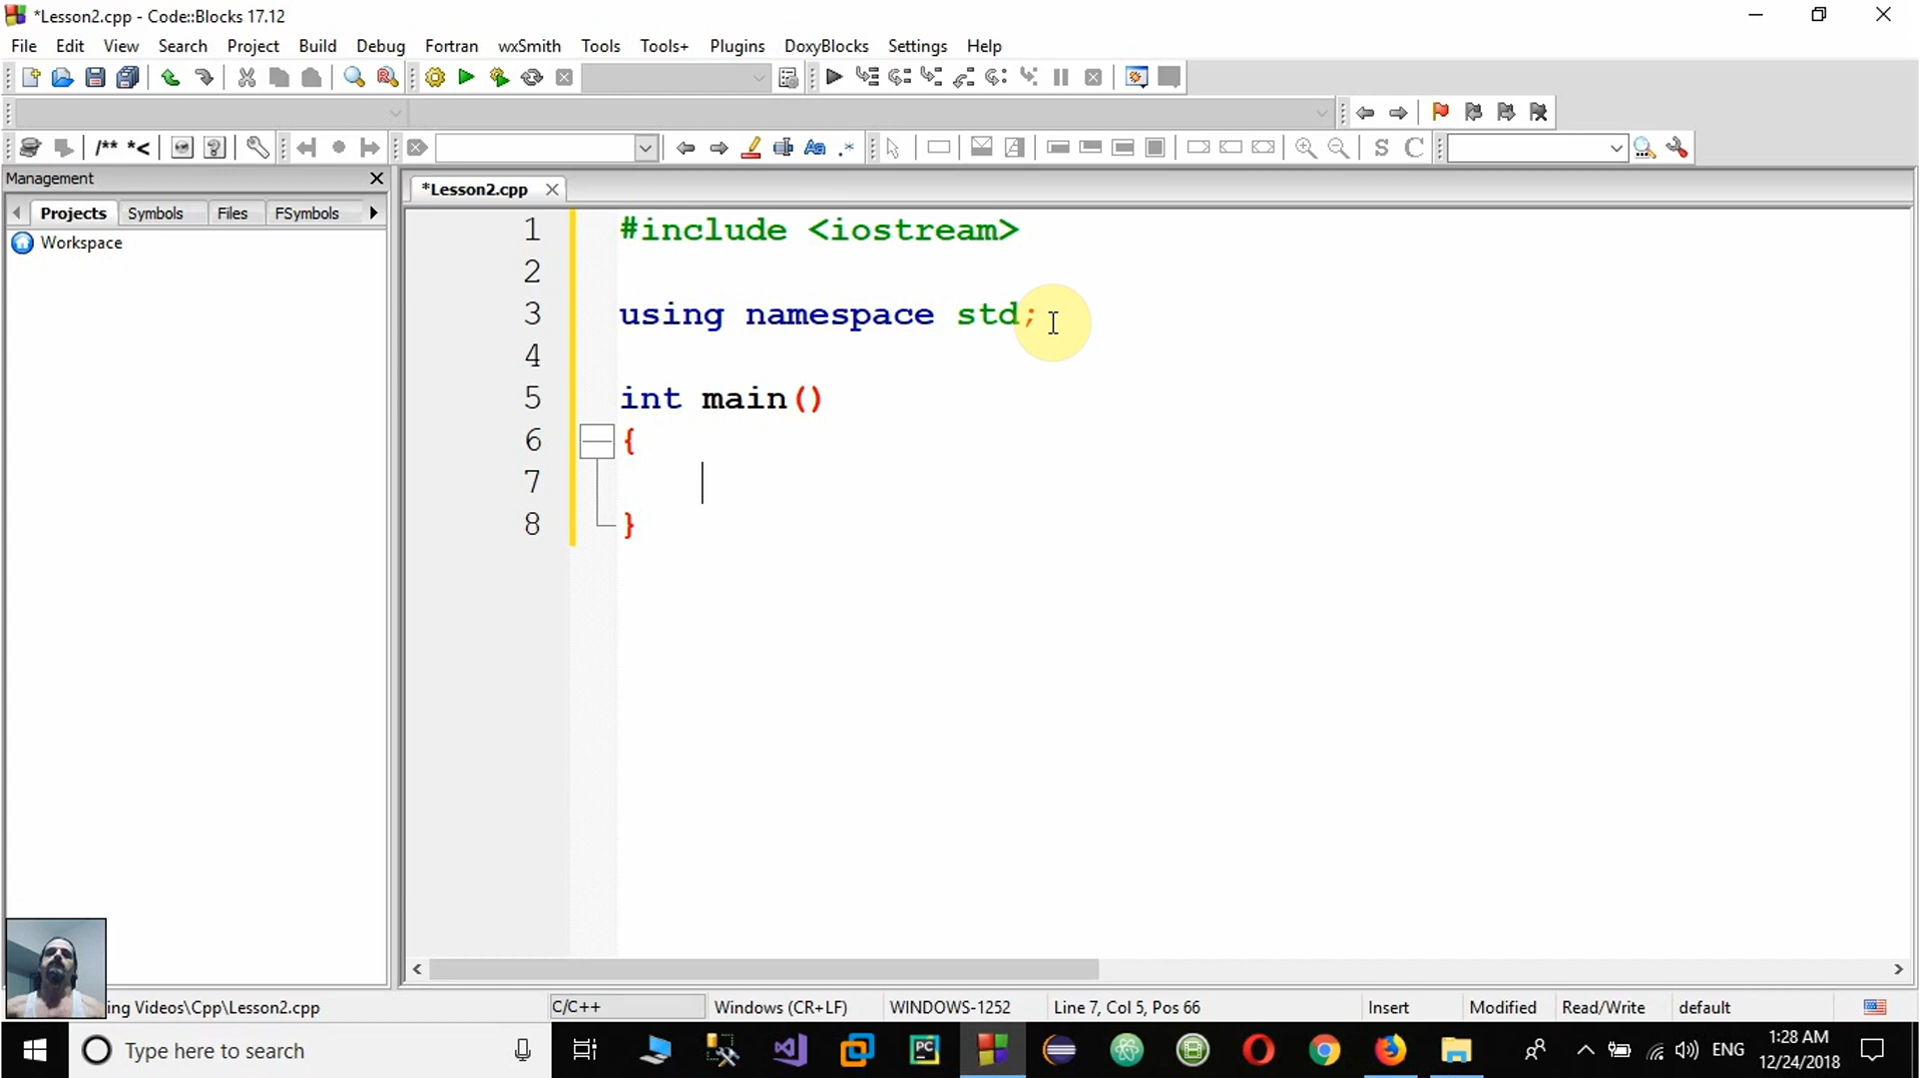 *Lesson2.cpp - Code::Blocks 17.12
File Edit View Search Project Build Debug Fortran wxSmith Tools Tools+ Plugins DoxyBlocks Settings Help
/** *<
Aa .* S C
Management
Projects Symbols Files FSymbols
*Lesson2.cpp
Workspace
1 #include <iostream>
2
3 using namespace std;
4
5 int main()
6 {
7
8 }
ing Videos\Cpp\Lesson2.cpp C/C++ Windows (CR+LF) WINDOWS-1252 Line 7, Col 5, Pos 66 Insert Modified Read/Write default
Type here to search
PC
ENG
1:28 AM
12/24/2018